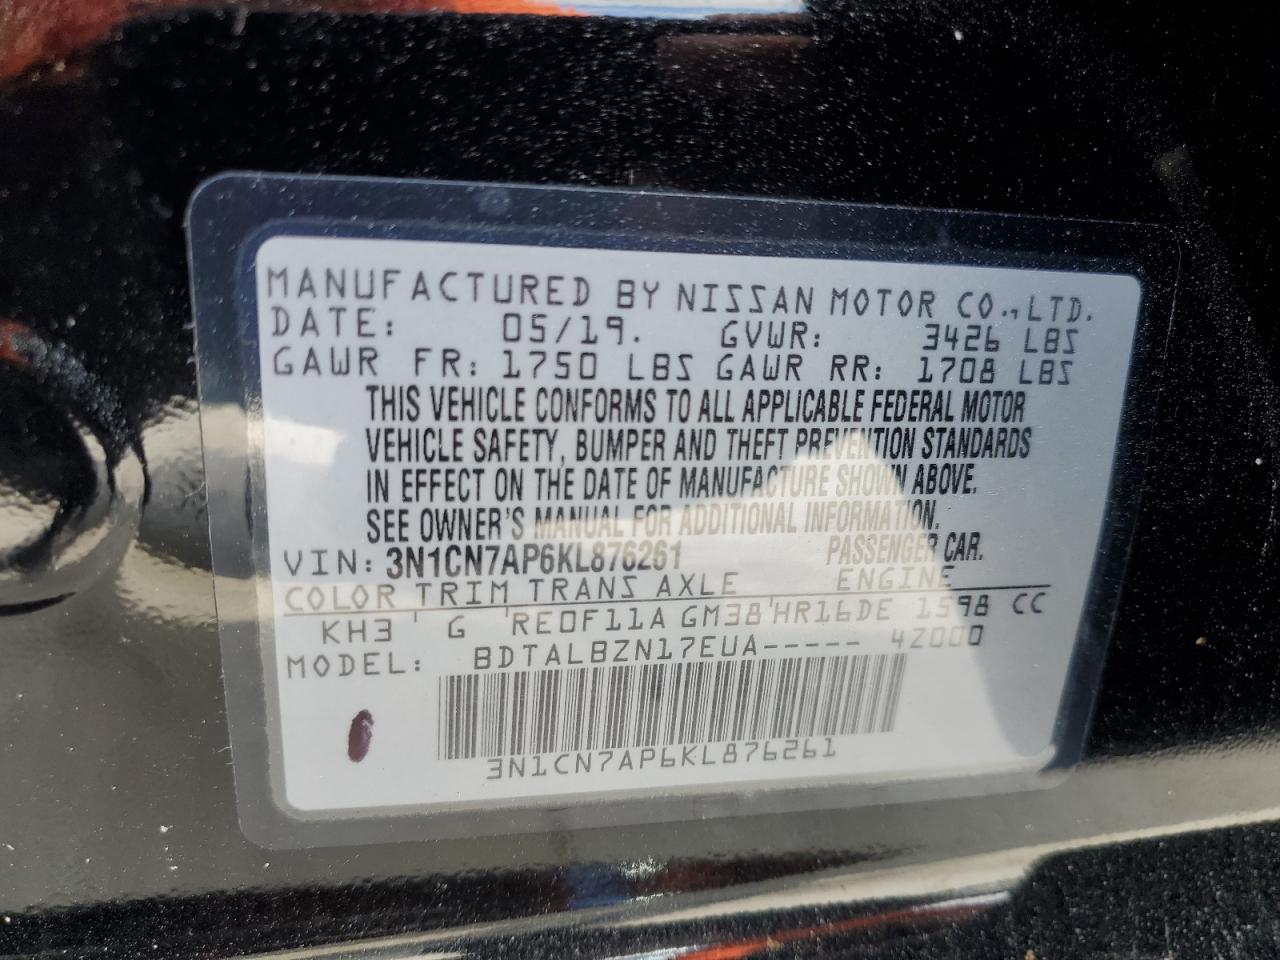 MANUFACTURED BY NISSAN MOTOR CO.,LTD.
DATE: 05/19. GVWR: 3426 LBS
GAWR FR: 1750 LBS GAWR RR: 1708 LBS
THIS VEHICLE CONFORMS TO ALL APPLICABLE FEDERAL MOTOR
VEHICLE SAFETY, BUMPER AND THEFT PREVENTION STANDARDS
IN EFFECT ON THE DATE OF MANUFACTURE SHOWN ABOVE.
SEE OWNER'S MANUAL FOR ADDITIONAL INFORMATION.
VIN: 3N1CN7AP6KL876261 PASSENGER CAR.
COLOR TRIM TRANS AXLE ENGINE
KH3 ' G 'RE0F11A GM38'HR16DE 1598 CC
MODEL: BDTALBZN17EUA----- 4Z000
3N1CN7AP6KL876261